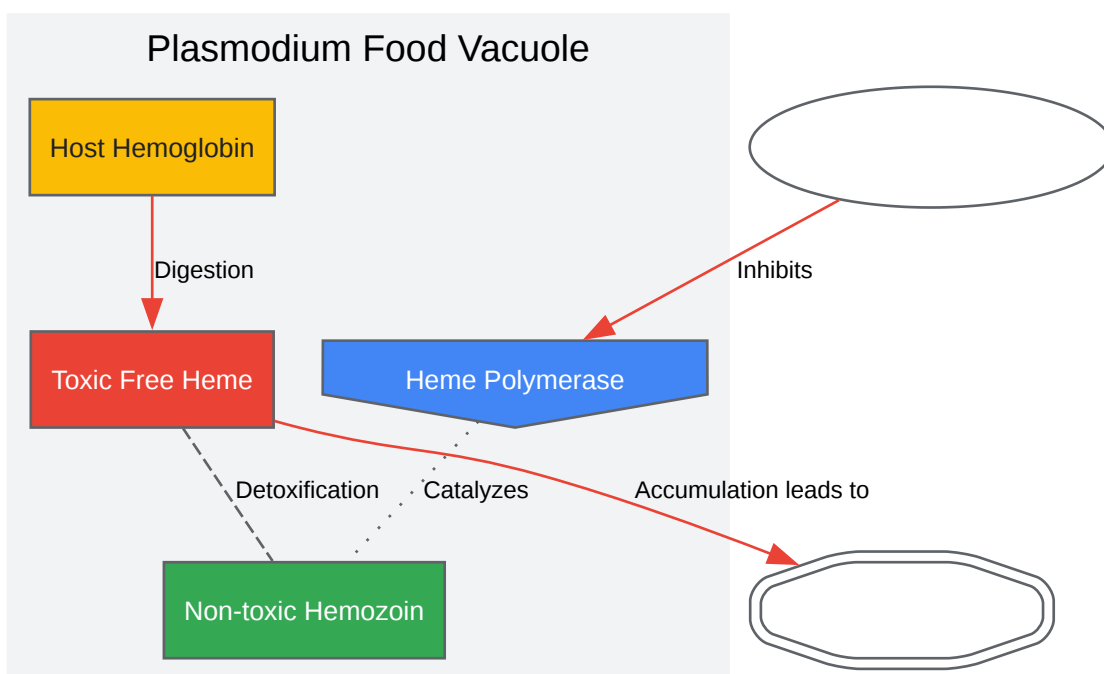 Plasmodium Food Vacuole
Host Hemoglobin
Digestion
Inhibits
Toxic Free Heme
Heme Polymerase
Detoxification
Catalyzes
Accumulation leads to
Non-toxic Hemozoin